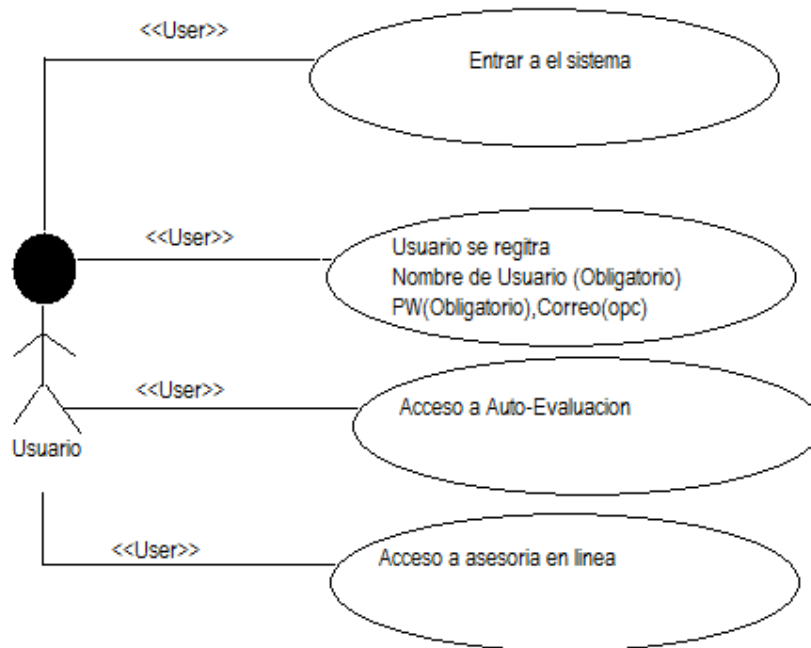 <<User>>
Entrar a el sistema
<<User>>
Usuario se regitra
Nombre de Usuario (Obligatorio)
PW(Obligatorio),Correo(opc)
<<User>>
Acceso a Auto-Evaluacion
Usuario
<<User>>
Acceso a asesoria en linea